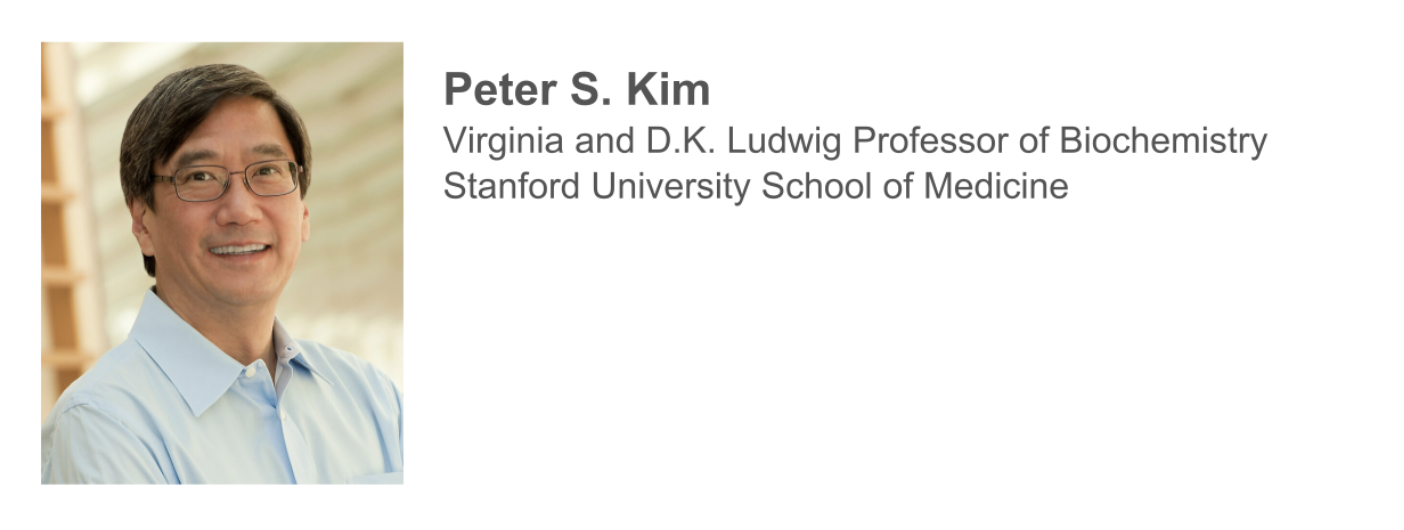 Peter S. Kim
Virginia and D.K. Ludwig Professor of Biochemistry
Stanford University School of Medicine